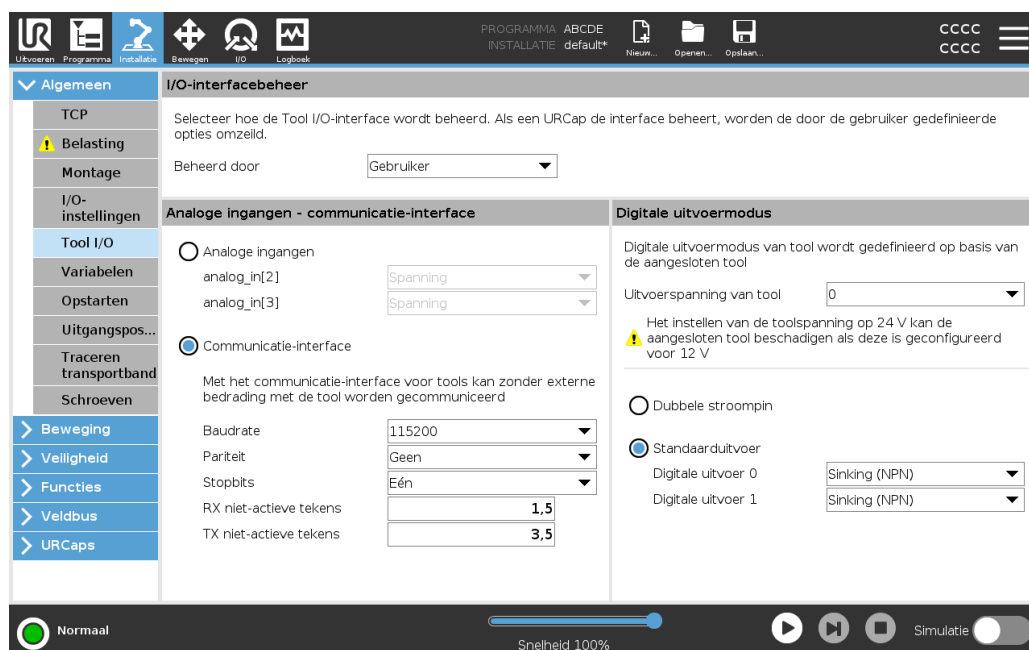 UR
PROGRAMMA ABCDE
INSTALLATIE default*
CCCC
CCCC
Uitvoeren Programma Installatie Bewegen I/O Logboek Nieuw... Openen... Opslaan...
Algemeen
TCP
Belasting
Montage
I/O-
instellingen
Tool I/O
Variabelen
Opstarten
Uitgangspos...
Traceren
transportband
Schroeven
Beweging
Veiligheid
Functies
Veldbus
URCaps
I/O-interfacebeheer
Selecteer hoe de Tool I/O-interface wordt beheerd. Als een URCap de interface beheert, worden de door de gebruiker gedefinieerde
opties omzeild.
Beheerd door Gebruiker
Analoge ingangen - communicatie-interface
Analoge ingangen
analog_in[2] Spanning
analog_in[3] Spanning
Communicatie-interface
Met het communicatie-interface voor tools kan zonder externe
bedrading met de tool worden gecommuniceerd
Baudrate 115200
Pariteit Geen
Stopbits Eén
RX niet-actieve tekens 1,5
TX niet-actieve tekens 3,5
Digitale uitvoermodus
Digitale uitvoermodus van tool wordt gedefinieerd op basis van
de aangesloten tool
Uitvoerspanning van tool 0
Het instellen van de toolspanning op 24 V kan de
aangesloten tool beschadigen als deze is geconfigureerd
voor 12 V
Dubbele stroompin
Standaarduitvoer
Digitale uitvoer 0 Sinking (NPN)
Digitale uitvoer 1 Sinking (NPN)
Normaal
Snelheid 100%
Simulatie